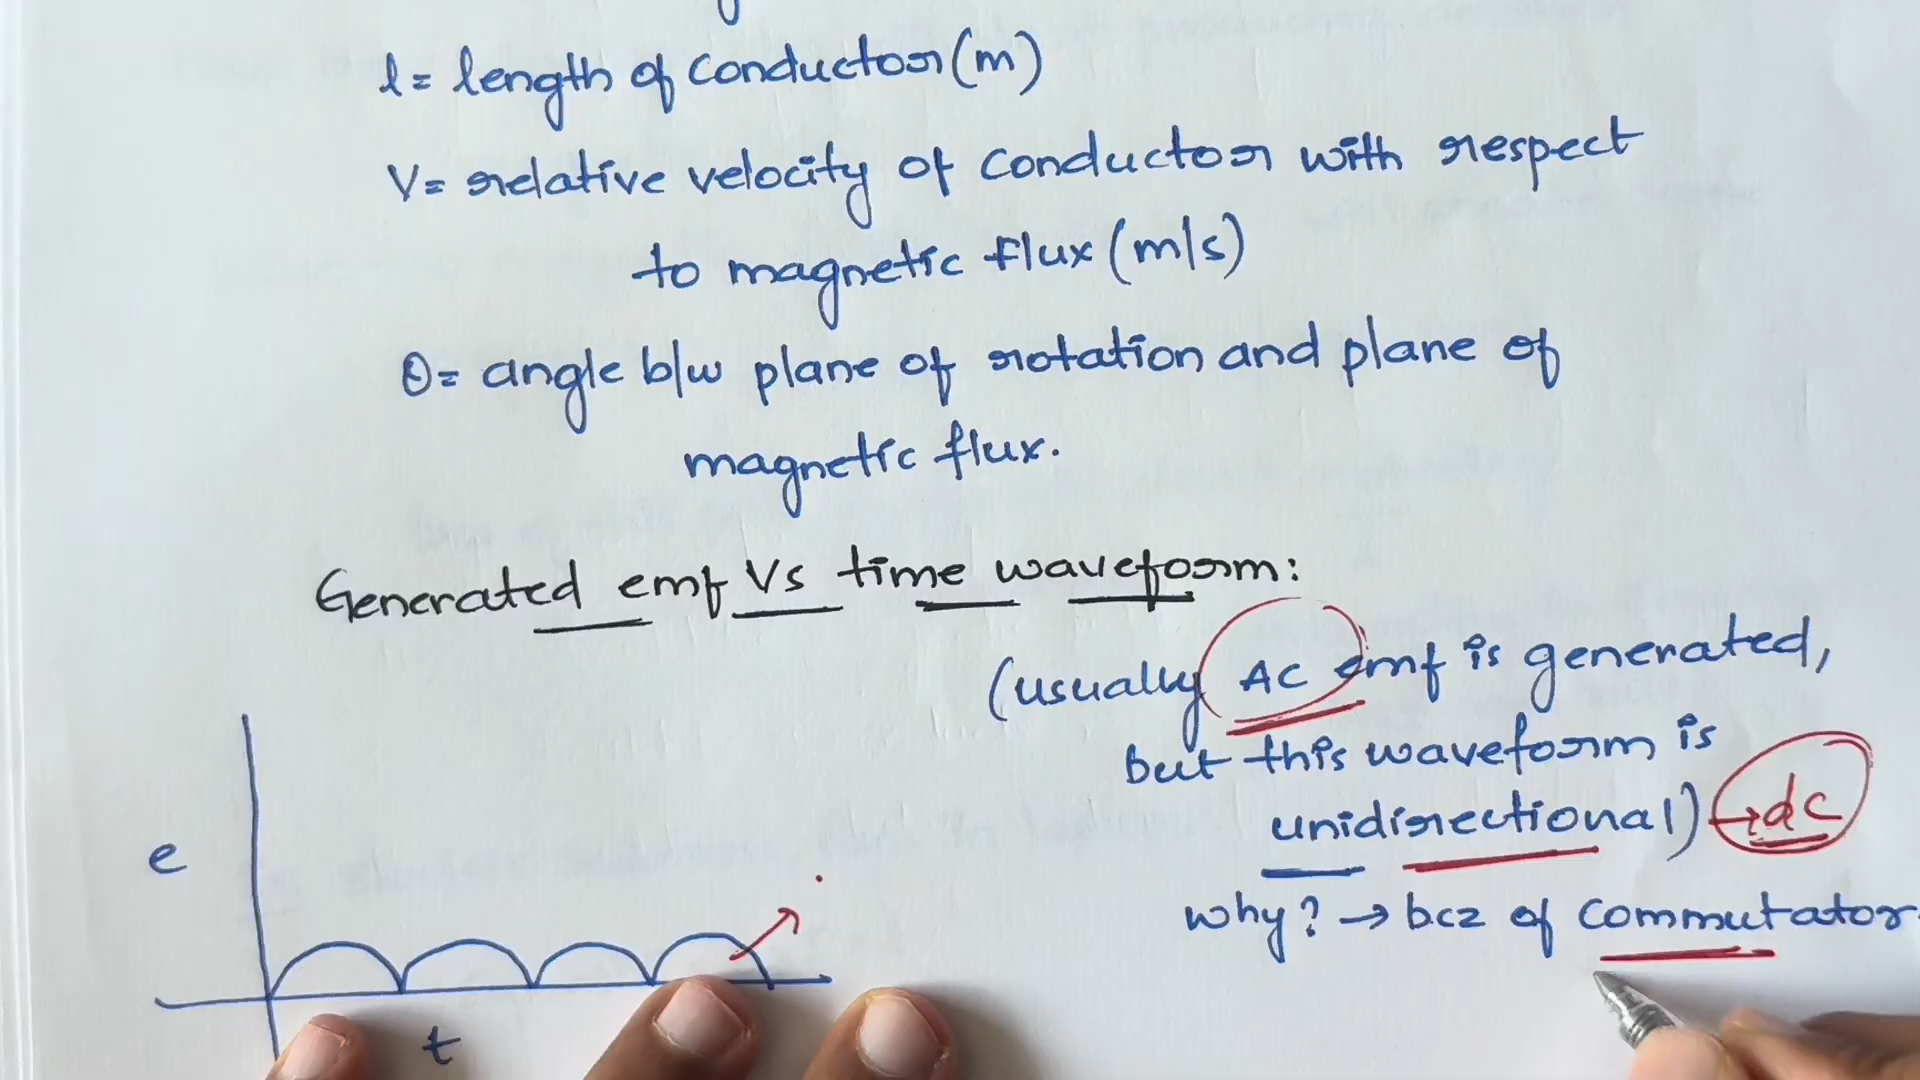 l = length of conductor (m)
V = relative velocity of conductor with respect
to magnetic flux (m/s)
θ = angle b/w plane of rotation and plane of
magnetic flux.
Generated emf Vs time waveform:
(usually AC emf is generated,
but this waveform is
unidirectional) → dc
why? → bcz of commutator.
e
t